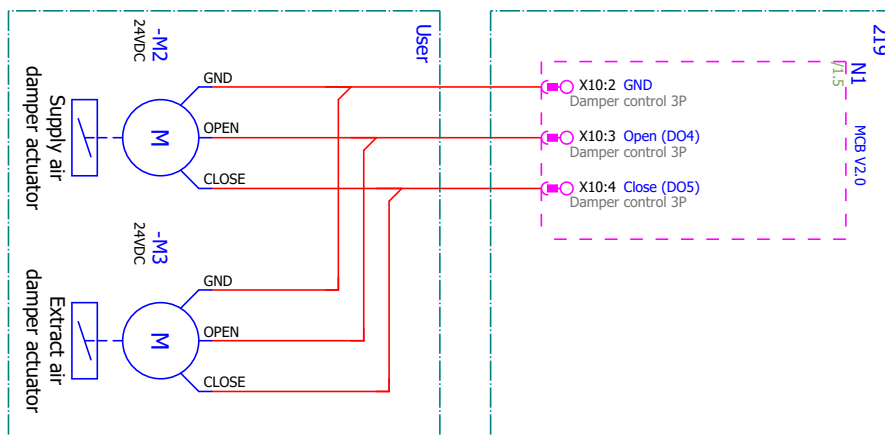 -M2
24VDC
Supply air
damper actuator
M
GND
OPEN
CLOSE
User
-M3
24VDC
Extract air
damper actuator
M
GND
OPEN
CLOSE
Z19
N1
/1.5
MCB V2.0
X10:2 GND
Damper control 3P
X10:3 Open (DO4)
Damper control 3P
X10:4 Close (DO5)
Damper control 3P